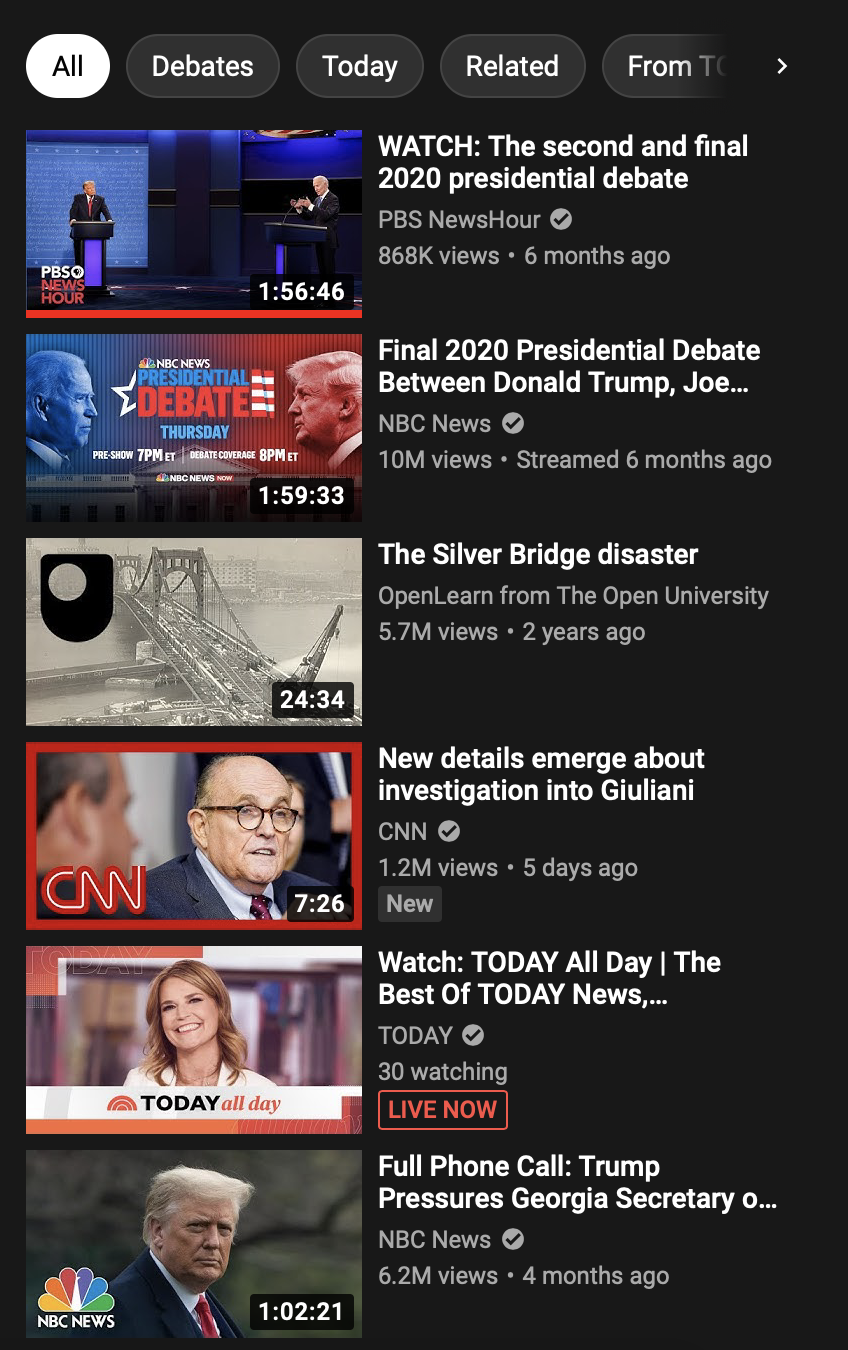 All
Debates
Today
Related
From TO
WATCH: The second and final
2020 presidential debate
PBS NewsHour
868K views • 6 months ago
PBS
NEWS
HOUR
1:56:46
Final 2020 Presidential Debate
Between Donald Trump, Joe...
NBC News
10M views • Streamed 6 months ago
NBC NEWS
PRESIDENTIAL
DEBATE
THURSDAY
PRE-SHOW 7PM ET | DEBATE COVERAGE 8PM ET
NBC NEWS NOW
1:59:33
The Silver Bridge disaster
OpenLearn from The Open University
5.7M views • 2 years ago
24:34
New details emerge about
investigation into Giuliani
CNN
1.2M views • 5 days ago
New
CNN
7:26
Watch: TODAY All Day | The
Best Of TODAY News,...
TODAY
30 watching
LIVE NOW
TODAY
TODAY all day
Full Phone Call: Trump
Pressures Georgia Secretary o...
NBC News
6.2M views • 4 months ago
NBC NEWS
1:02:21